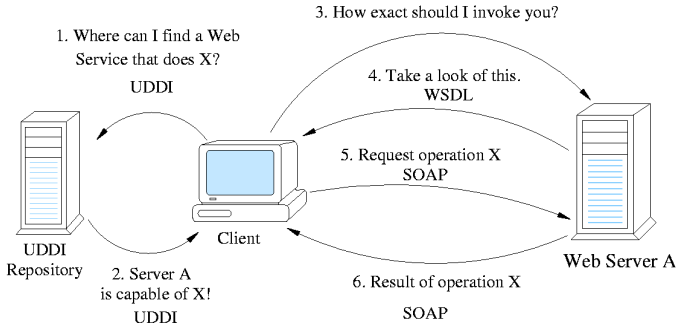 3. How exact should I invoke you?
1. Where can I find a Web
Service that does X?
UDDI
4. Take a look of this.
WSDL
5. Request operation X
SOAP
UDDI
Repository
Client
Web Server A
2. Server A
is capable of X!
UDDI
6. Result of operation X
SOAP